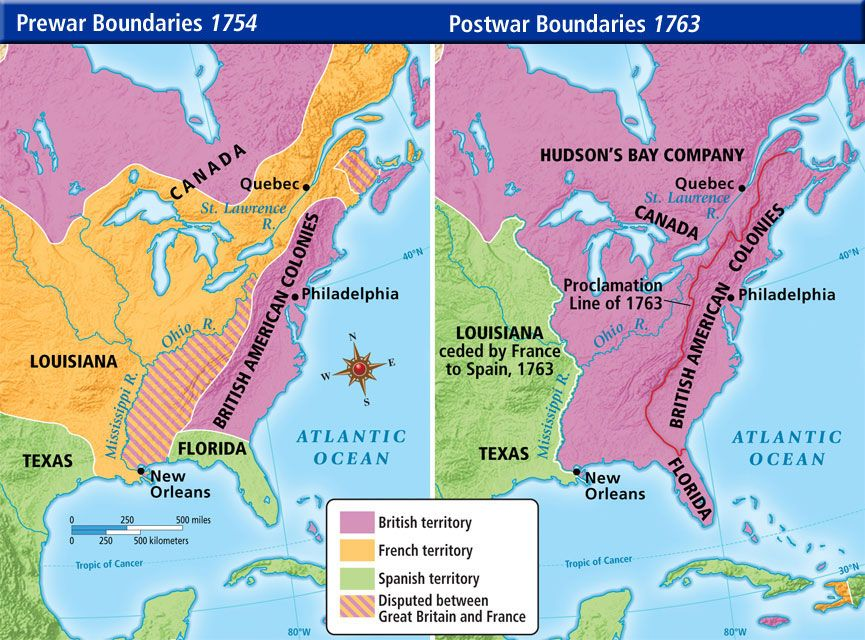 Prewar Boundaries 1754
CANADA
Quebec
St. Lawrence
R.
40°N
Philadelphia
BRITISH AMERICAN COLONIES
Ohio R.
LOUISIANA
Mississippi R.
N
W
E
S
ATLANTIC
OCEAN
TEXAS
FLORIDA
New
Orleans
0 250 500 miles
0 250 500 kilometers
Tropic of Cancer
80°W
Postwar Boundaries 1763
HUDSON'S BAY COMPANY
Quebec
St. Lawrence
R.
CANADA
40°N
Proclamation
Line of 1763
Philadelphia
BRITISH AMERICAN COLONIES
Ohio R.
LOUISIANA
ceded by France
to Spain, 1763
Mississippi R.
ATLANTIC
OCEAN
TEXAS
FLORIDA
New
Orleans
Tropic of Cancer
30°N
80°W
British territory
French territory
Spanish territory
Disputed between
Great Britain and France